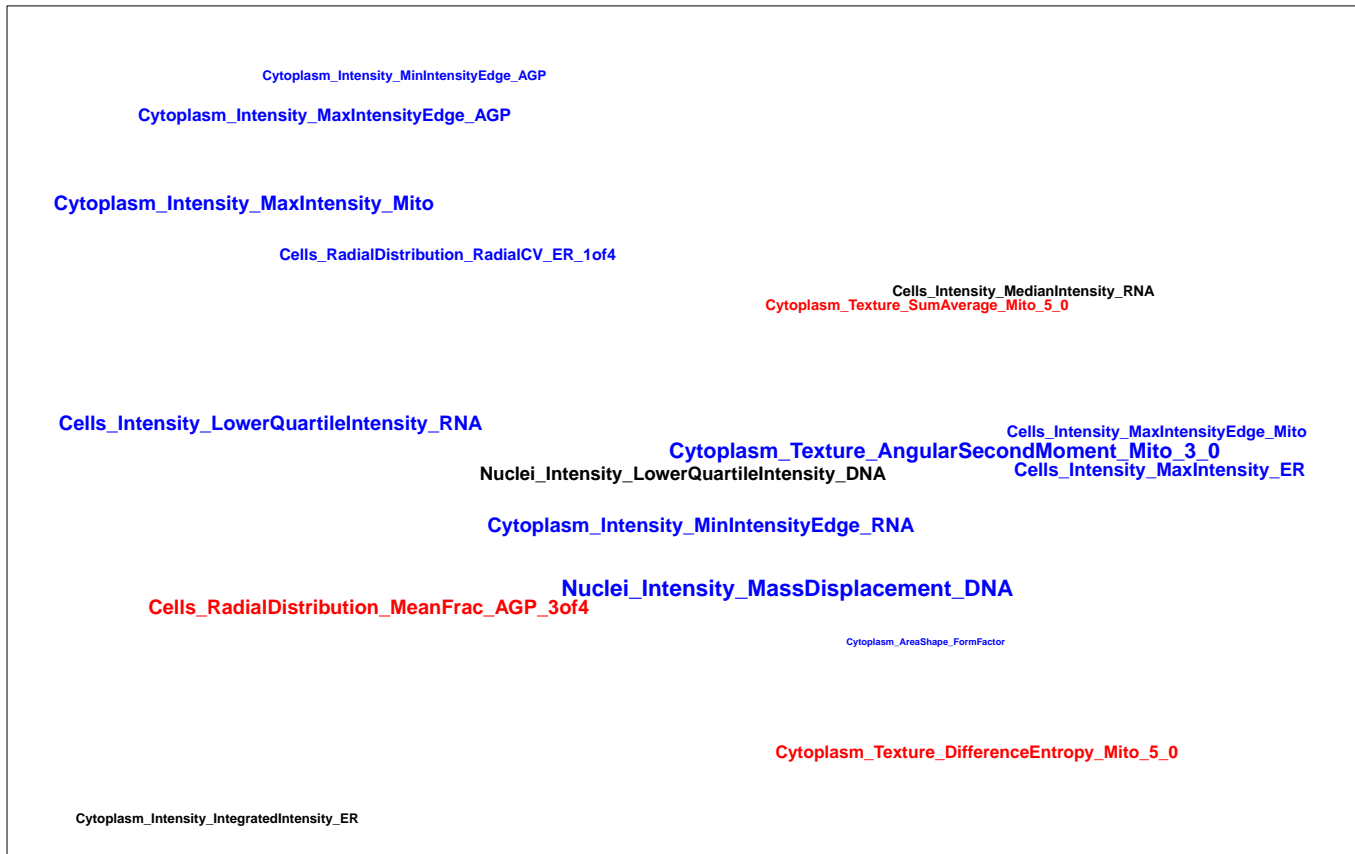 Cytoplasm_Intensity_MinIntensityEdge_AGP
Cytoplasm_Intensity_MaxIntensityEdge_AGP
Cytoplasm_Intensity_MaxIntensity_Mito
Cells_RadialDistribution_RadialCV_ER_1of4
Cells_Intensity_MedianIntensity_RNA
Cytoplasm_Texture_SumAverage_Mito_5_0
Cells_Intensity_LowerQuartileIntensity_RNA
Cells_Intensity_MaxIntensityEdge_Mito
Cytoplasm_Texture_AngularSecondMoment_Mito_3_0
Cells_Intensity_MaxIntensity_ER
Nuclei_Intensity_LowerQuartileIntensity_DNA
Cytoplasm_Intensity_MinIntensityEdge_RNA
Nuclei_Intensity_MassDisplacement_DNA
Cells_RadialDistribution_MeanFrac_AGP_3of4
Cytoplasm_AreaShape_FormFactor
Cytoplasm_Texture_DifferenceEntropy_Mito_5_0
Cytoplasm_Intensity_IntegratedIntensity_ER